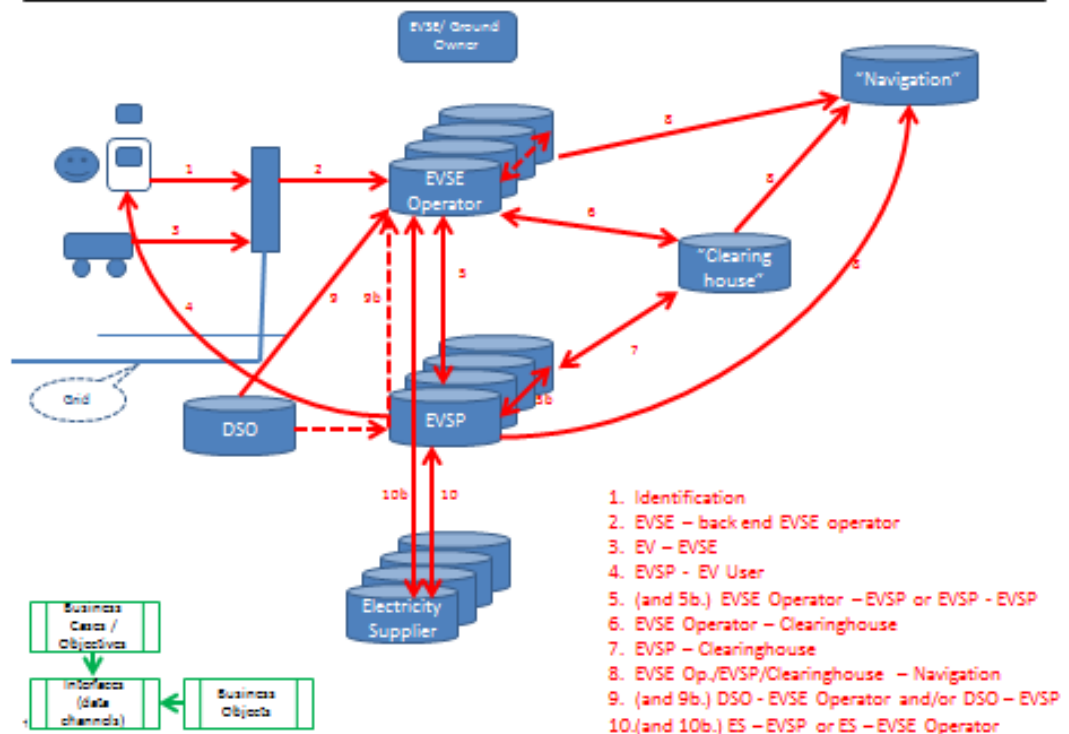 EVSE/ Ground
Owner
"Navigation"
8
1
2
EVSE
Operator
8
6
3
"Clearing
house"
5
8
4
9
9b
7
Grid
5b
DSO
EVSP
10b
10
1. Identification
2. EVSE – back end EVSE operator
3. EV – EVSE
4. EVSP - EV User
5. (and 5b.) EVSE Operator –EVSP or EVSP - EVSP
6. EVSE Operator – Clearinghouse
7. EVSP – Clearinghouse
8. EVSE Op./EVSP/Clearinghouse – Navigation
9. (and 9b.) DSO - EVSE Operator and/or DSO – EVSP
10.(and 10b.) ES – EVSP or ES – EVSE Operator
Electricity
Supplier
Business
Cases /
Objectives
Interfaces
(data
channels)
Business
Objects